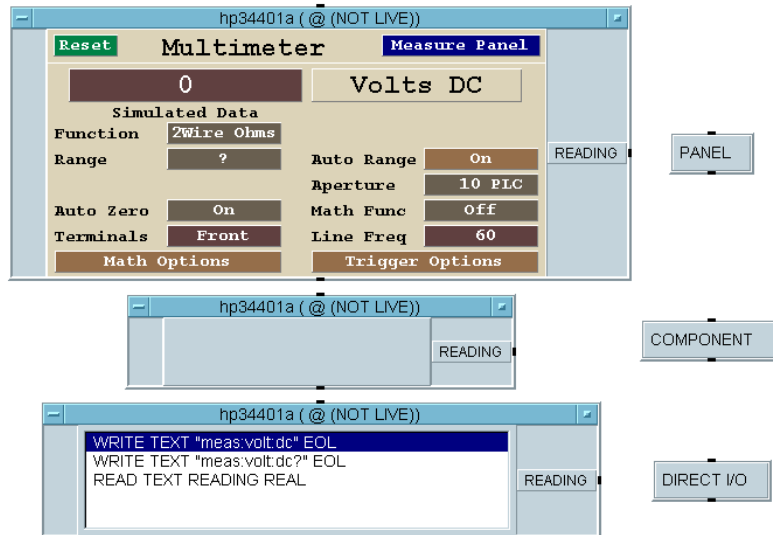 hp34401a ( @ (NOT LIVE))
Reset Multimeter Measure Panel
0 Volts DC
Simulated Data
Function 2Wire Ohms
Range ? Auto Range On
READING
PANEL
Aperture 10 PLC
Auto Zero On Math Func Off
Terminals Front Line Freq 60
Math Options Trigger Options
hp34401a ( @ (NOT LIVE))
READING
COMPONENT
hp34401a ( @ (NOT LIVE))
WRITE TEXT "meas:volt:dc" EOL
WRITE TEXT "meas:volt:dc?" EOL
READ TEXT READING REAL
READING
DIRECT I/O